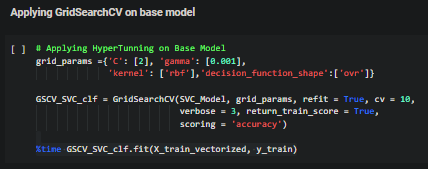 Applying GridSearchCV on base model
[ ] # Applying HyperTunning on Base Model
grid_params ={'C': [2], 'gamma': [0.001],
'kernel': ['rbf'],'decision_function_shape':['ovr']}
GSCV_SVC_clf = GridSearchCV(SVC_Model, grid_params, refit = True, cv = 10,
verbose = 3, return_train_score = True,
scoring = 'accuracy')
%time GSCV_SVC_clf.fit(X_train_vectorized, y_train)